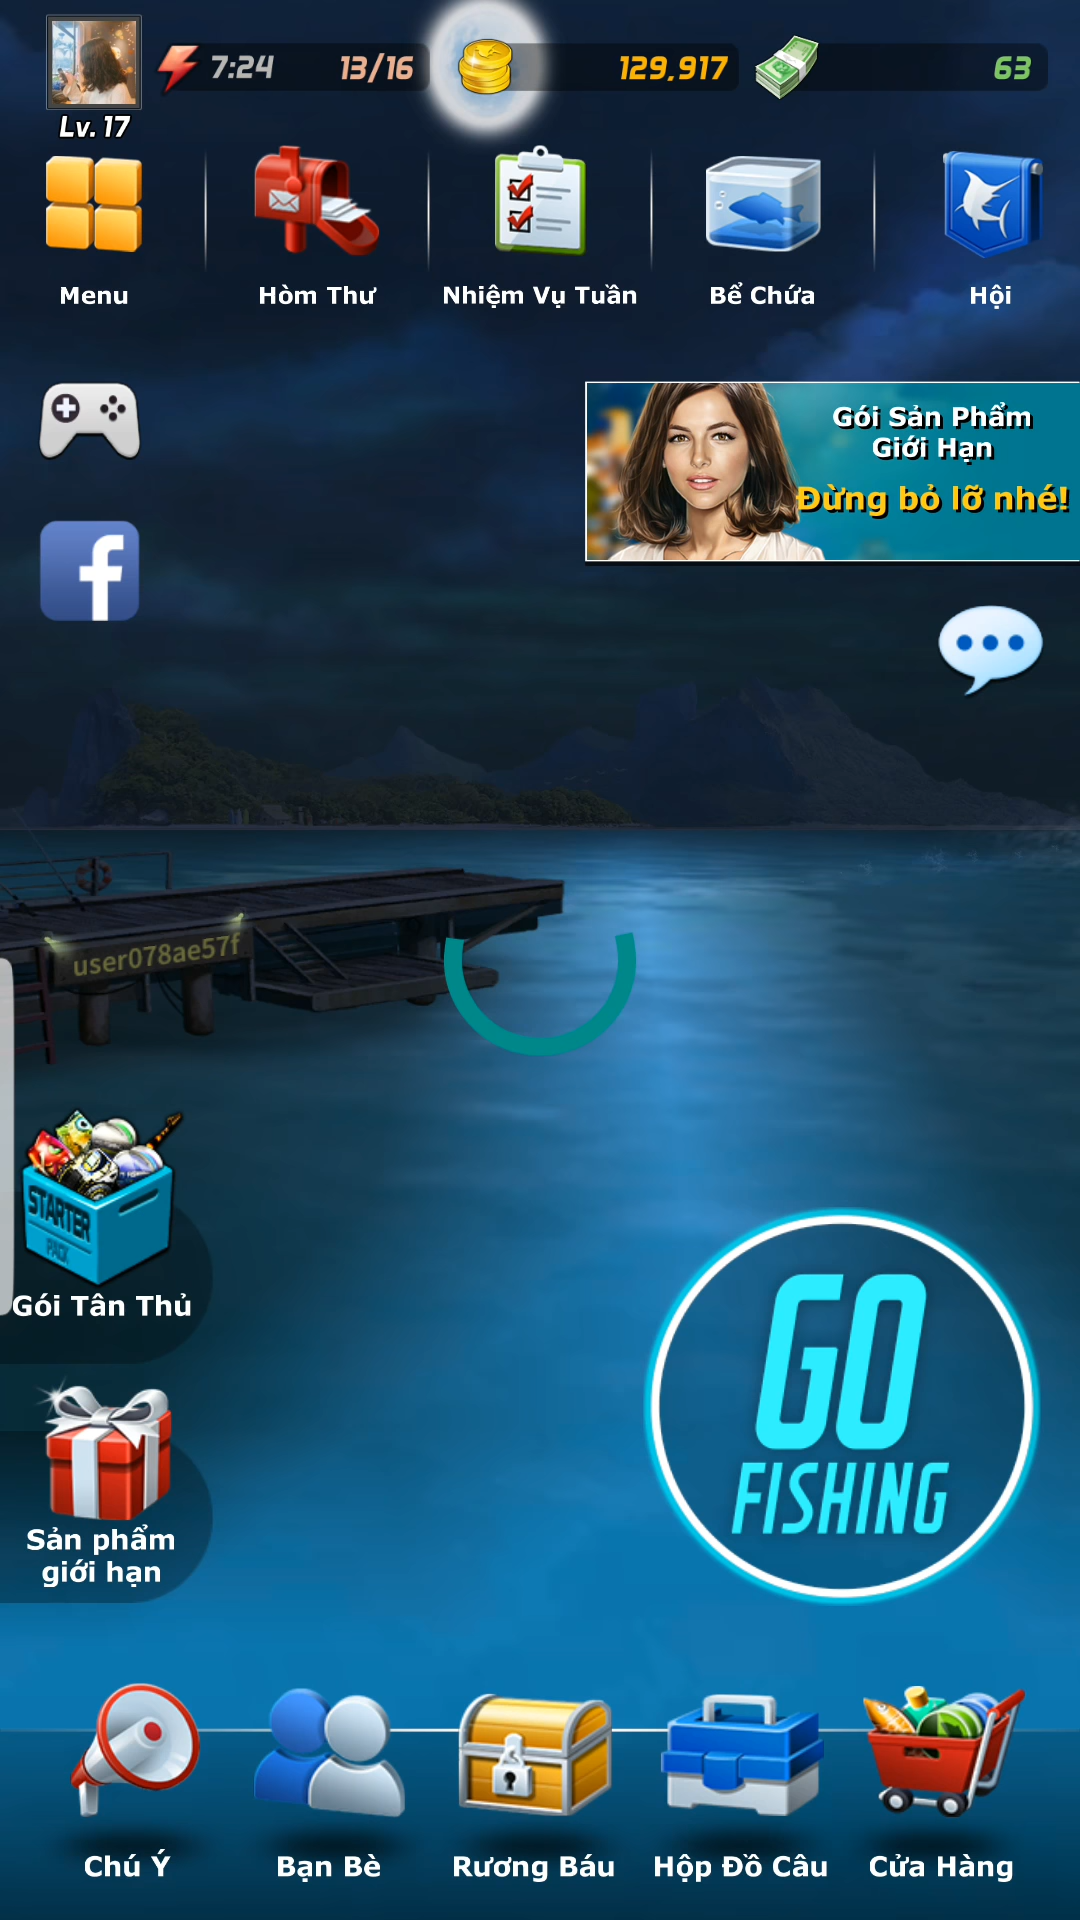 7:24 13/16 129,917 63
Lv. 17
Menu Hòm Thư Nhiệm Vụ Tuần Bể Chứa Hội
Gói Sản Phẩm
Giới Hạn
Đừng bỏ lỡ nhé!
user078ae57f
STARTER
PACK
Gói Tân Thủ
GO
FISHING
Sản phẩm
giới hạn
Chú Ý Bạn Bè Rương Báu Hộp Đồ Câu Cửa Hàng